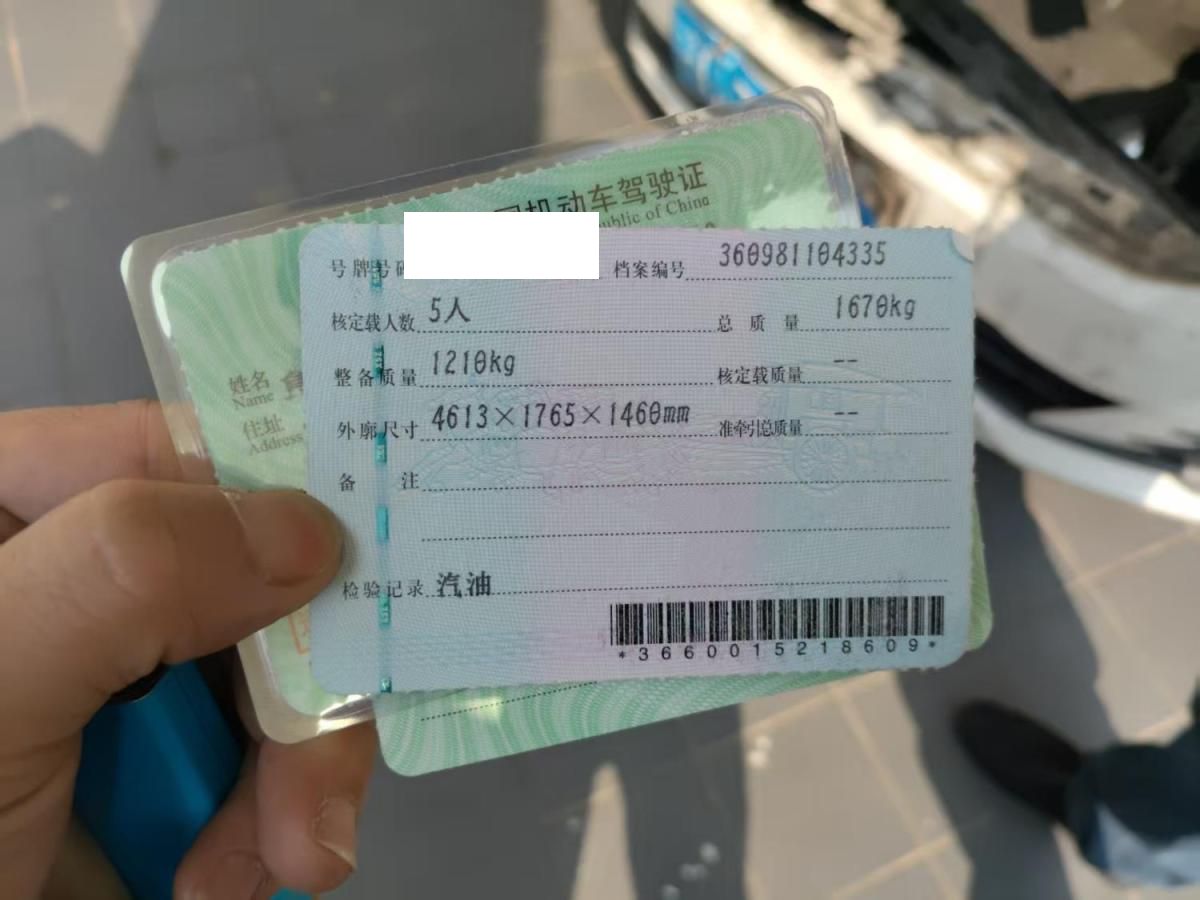 国机动车驾驶证
ublic of China
号牌号码 档案编号 360981104335
核定载人数 5人 总质量 1670kg
整备质量 1210kg 核定载质量 --
外廓尺寸 4613×1765×1460mm 准牵引总质量 --
备注
检验记录 汽油
*3660015218609*
姓名
Name
住址
Address